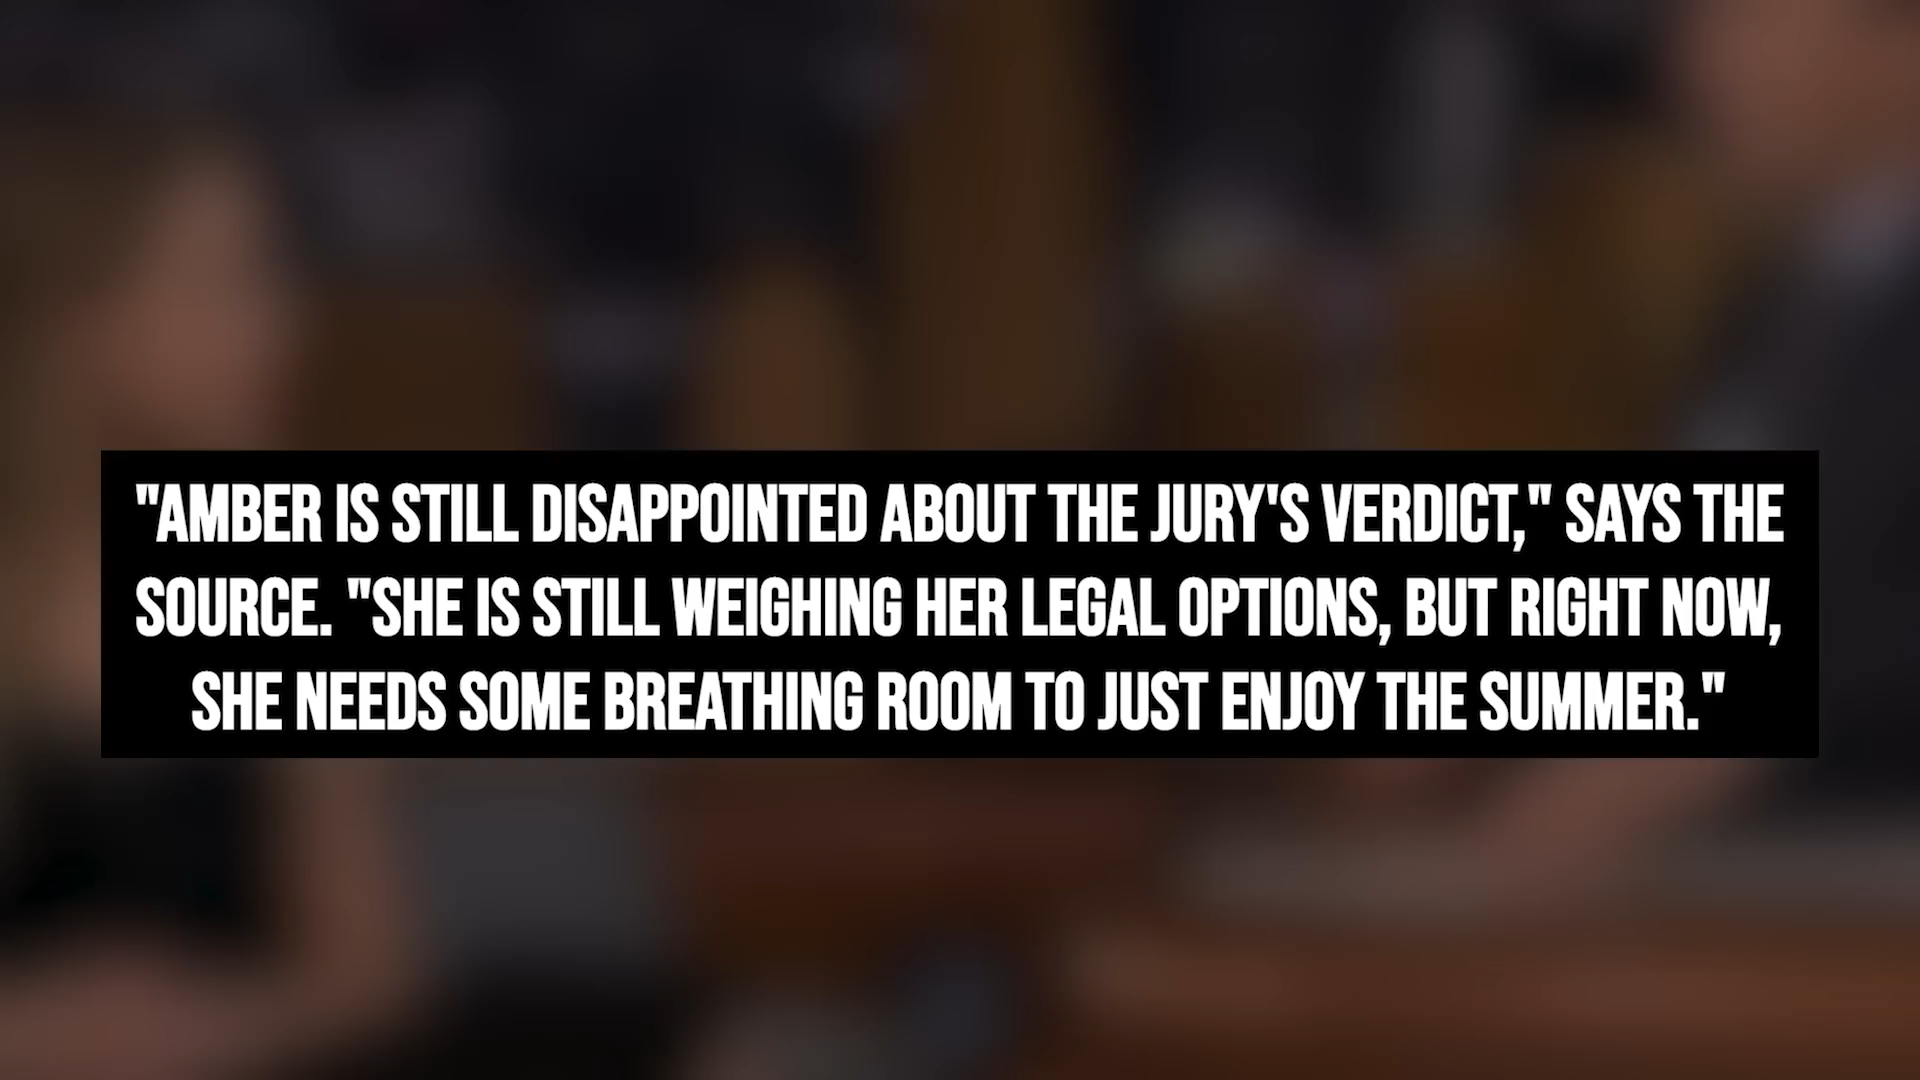 "AMBER IS STILL DISAPPOINTED ABOUT THE JURY'S VERDICT," SAYS THE
SOURCE. "SHE IS STILL WEIGHING HER LEGAL OPTIONS, BUT RIGHT NOW,
SHE NEEDS SOME BREATHING ROOM TO JUST ENJOY THE SUMMER."